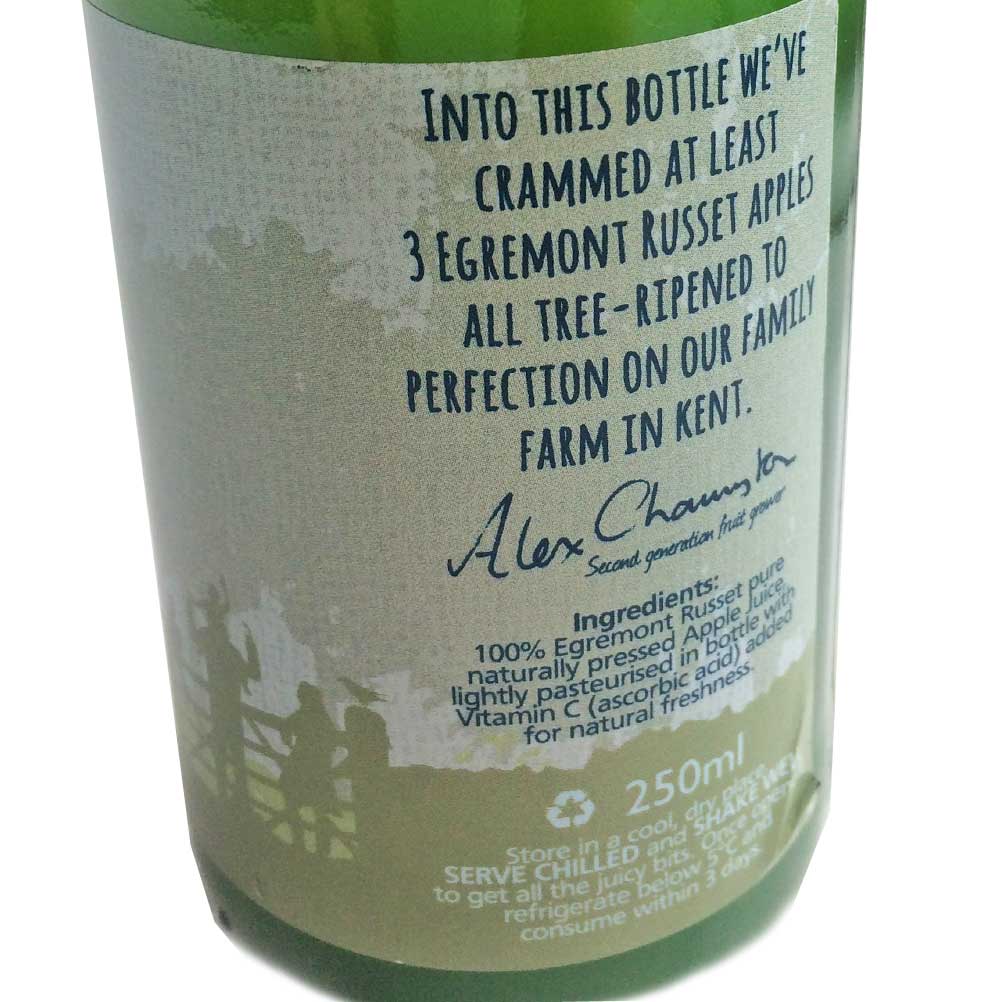 INTO THIS BOTTLE WE'VE
CRAMMED AT LEAST
3 EGREMONT RUSSET APPLES
ALL TREE-RIPENED TO
PERFECTION ON OUR FAMILY
FARM IN KENT.
Alex
Second generation fruit grower
Ingredients:
100% Egremont Russet pure
naturally pressed Apple Juice,
lightly pasteurised in bottle with
Vitamin C (ascorbic acid) added
for natural freshness.
250ml
Store in a cool, dry place.
SERVE CHILLED and SHAKE
to get all the juicy bits. Once
refrigerate below 5°C and
consume within 3 days.